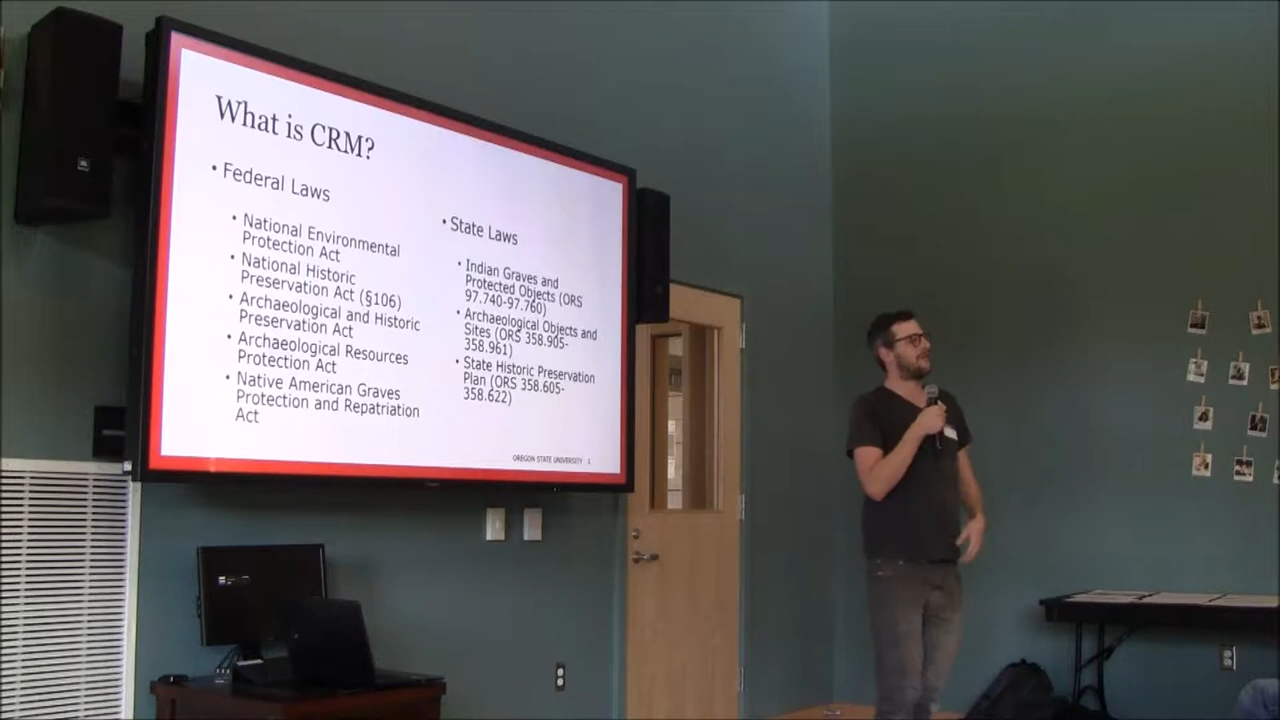 What is CRM?
• Federal Laws
• National Environmental
Protection Act
• National Historic
Preservation Act (§106)
• Archaeological and Historic
Preservation Act
• Archaeological Resources
Protection Act
• Native American Graves
Protection and Repatriation
Act
• State Laws
• Indian Graves and
Protected Objects (ORS
97.740-97.760)
• Archaeological Objects and
Sites (ORS 358.905-
358.961)
• State Historic Preservation
Plan (ORS 358.605-
358.622)
OREGON STATE UNIVERSITY 1
JBL